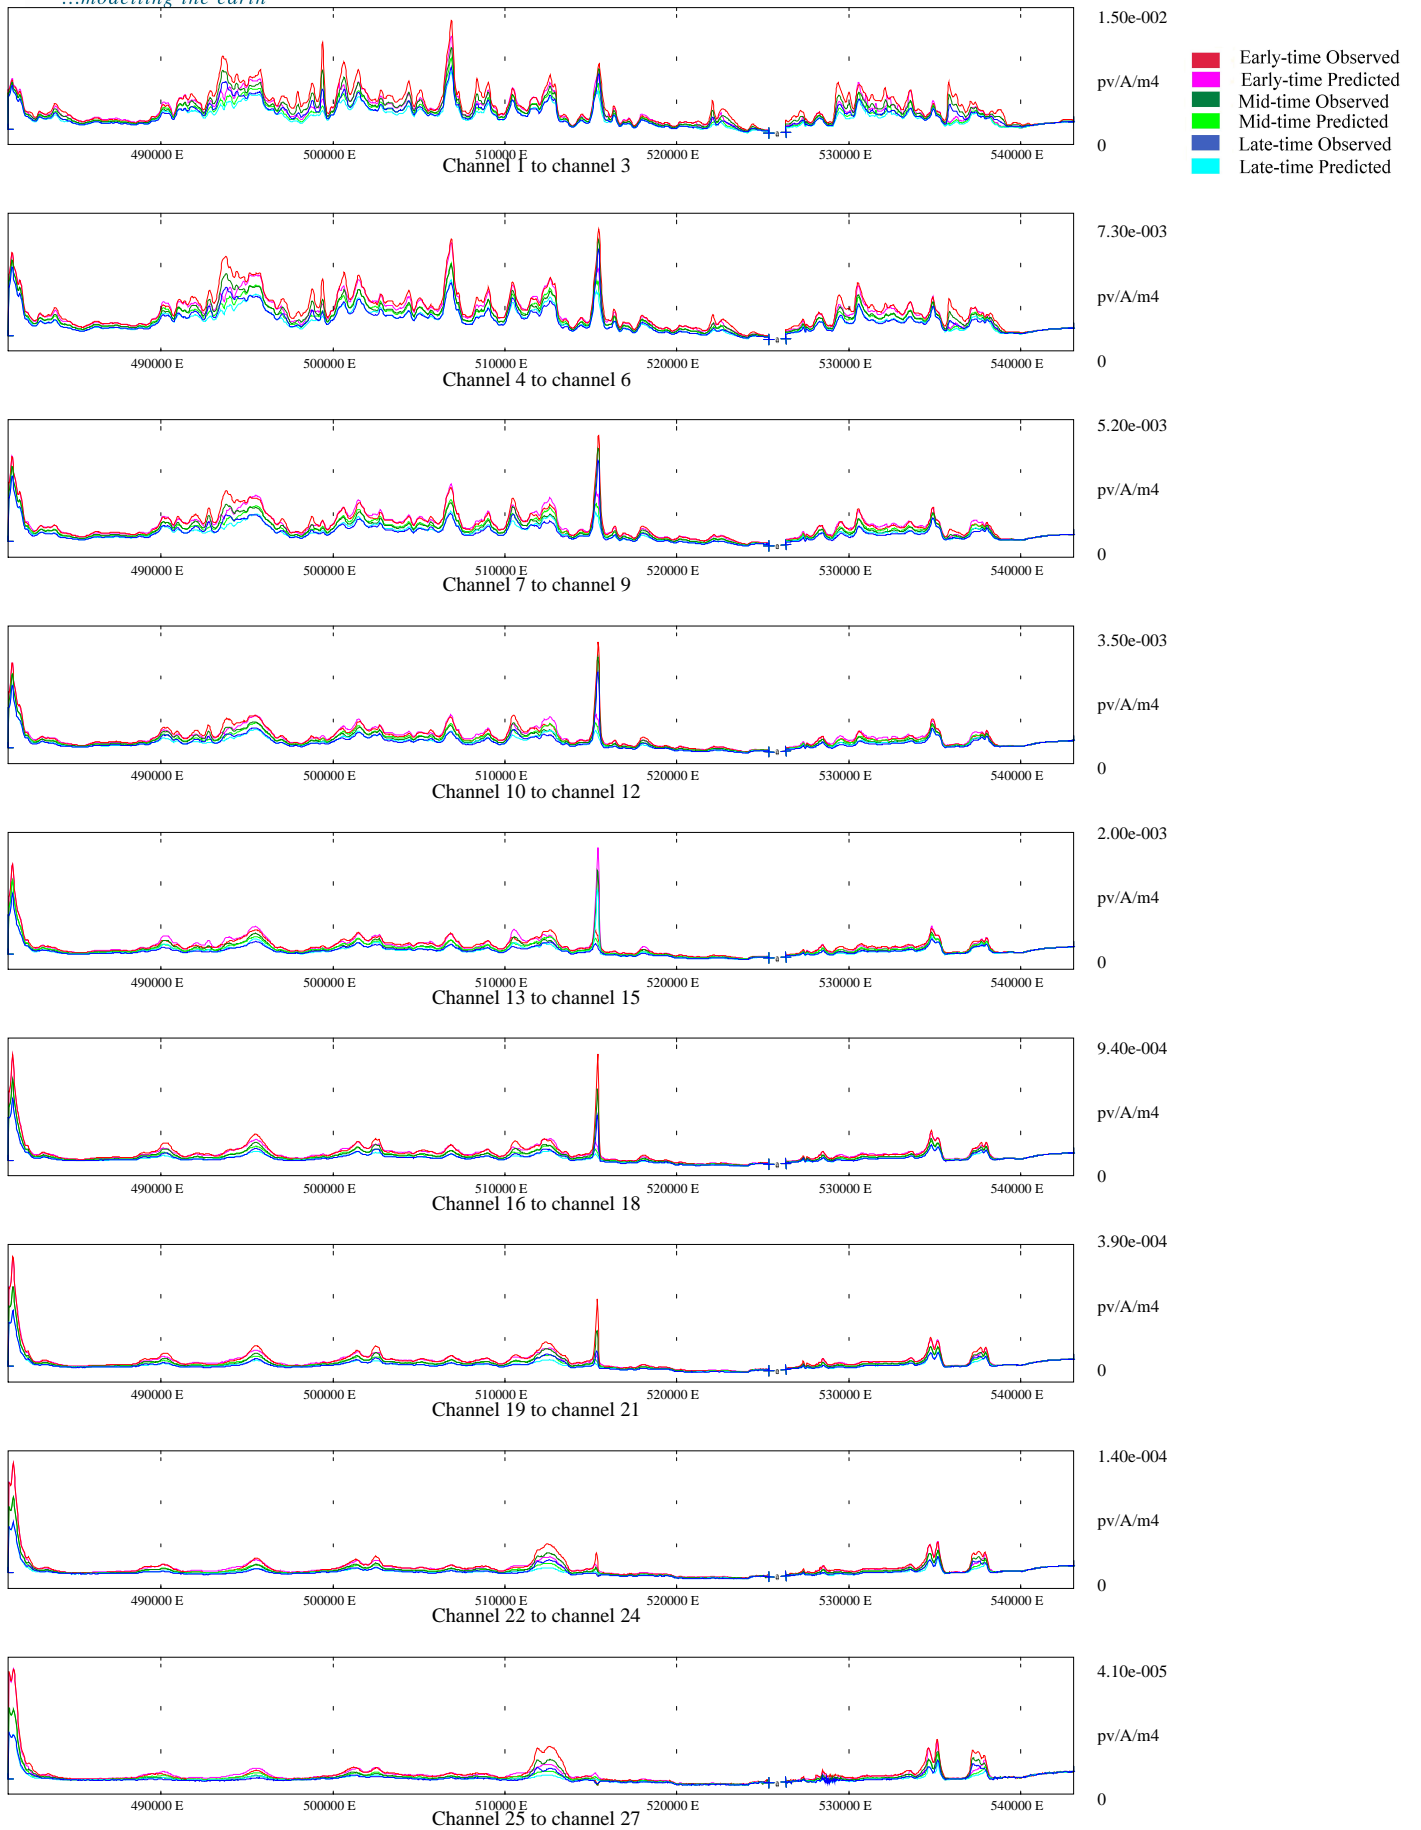 ...modelling the earth
1.50e-002
pv/A/m4
0
Early-time Observed
Early-time Predicted
Mid-time Observed
Mid-time Predicted
Late-time Observed
Late-time Predicted
490000 E 500000 E 510000 E 520000 E 530000 E 540000 E
Channel 1 to channel 3
7.30e-003
pv/A/m4
0
490000 E 500000 E 510000 E 520000 E 530000 E 540000 E
Channel 4 to channel 6
5.20e-003
pv/A/m4
0
490000 E 500000 E 510000 E 520000 E 530000 E 540000 E
Channel 7 to channel 9
3.50e-003
pv/A/m4
0
490000 E 500000 E 510000 E 520000 E 530000 E 540000 E
Channel 10 to channel 12
2.00e-003
pv/A/m4
0
490000 E 500000 E 510000 E 520000 E 530000 E 540000 E
Channel 13 to channel 15
9.40e-004
pv/A/m4
0
490000 E 500000 E 510000 E 520000 E 530000 E 540000 E
Channel 16 to channel 18
3.90e-004
pv/A/m4
0
490000 E 500000 E 510000 E 520000 E 530000 E 540000 E
Channel 19 to channel 21
1.40e-004
pv/A/m4
0
490000 E 500000 E 510000 E 520000 E 530000 E 540000 E
Channel 22 to channel 24
4.10e-005
pv/A/m4
0
490000 E 500000 E 510000 E 520000 E 530000 E 540000 E
Channel 25 to channel 27